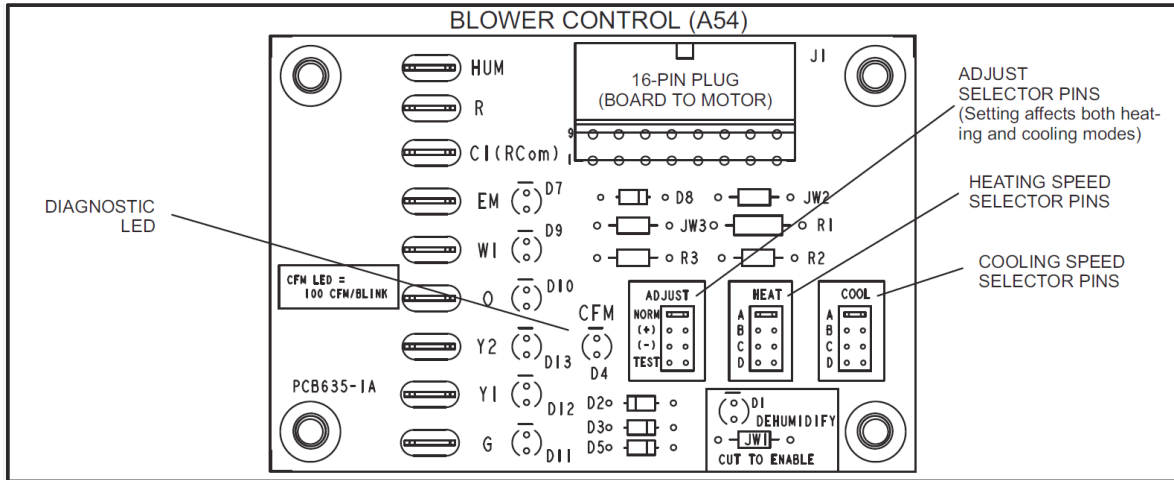 BLOWER CONTROL (A54)
HUM
R
C1(RCom)
EM
W1
O
Y2
Y1
G
J1
16-PIN PLUG
(BOARD TO MOTOR)
9
1
D7
D9
D10
D13
D12
D11
D8
JW2
JW3
R1
R3
R2
CFM LED =
100 CFM/BLINK
CFM
D4
PCB635-1A
ADJUST
NORM
(+)
(-)
TEST
HEAT
A
B
C
D
COOL
A
B
C
D
D2
D3
D5
D1
DEHUMIDIFY
JW1
CUT TO ENABLE
DIAGNOSTIC
LED
ADJUST
SELECTOR PINS
(Setting affects both heat-
ing and cooling modes)
HEATING SPEED
SELECTOR PINS
COOLING SPEED
SELECTOR PINS